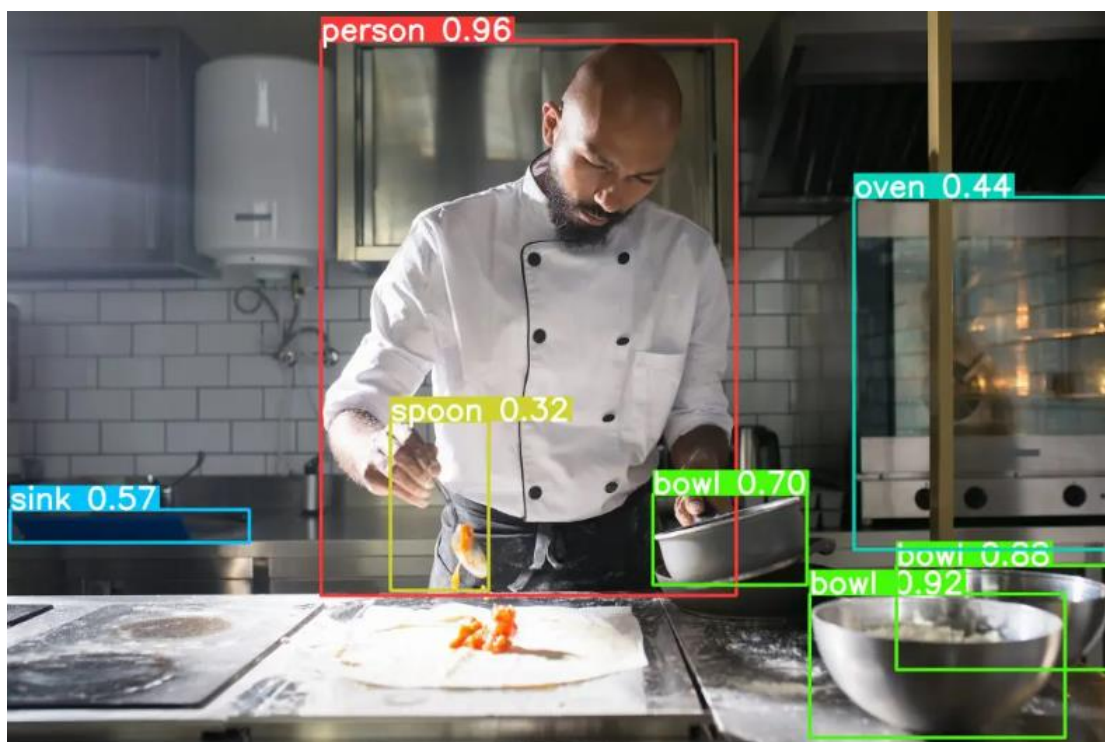 person 0.96
oven 0.44
spoon 0.32
bowl 0.70
sink 0.57
bowl 0.88
bowl 0.92